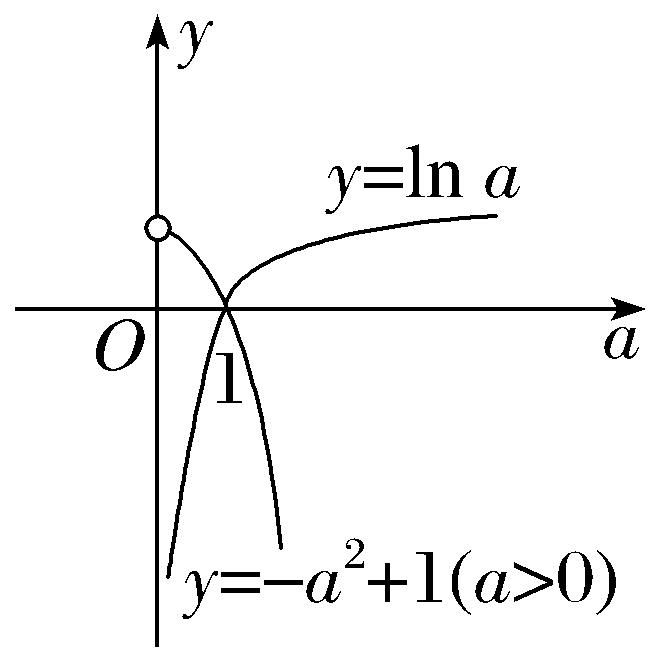 y
y=ln a
O
a
1
y=−a²+1(a>0)